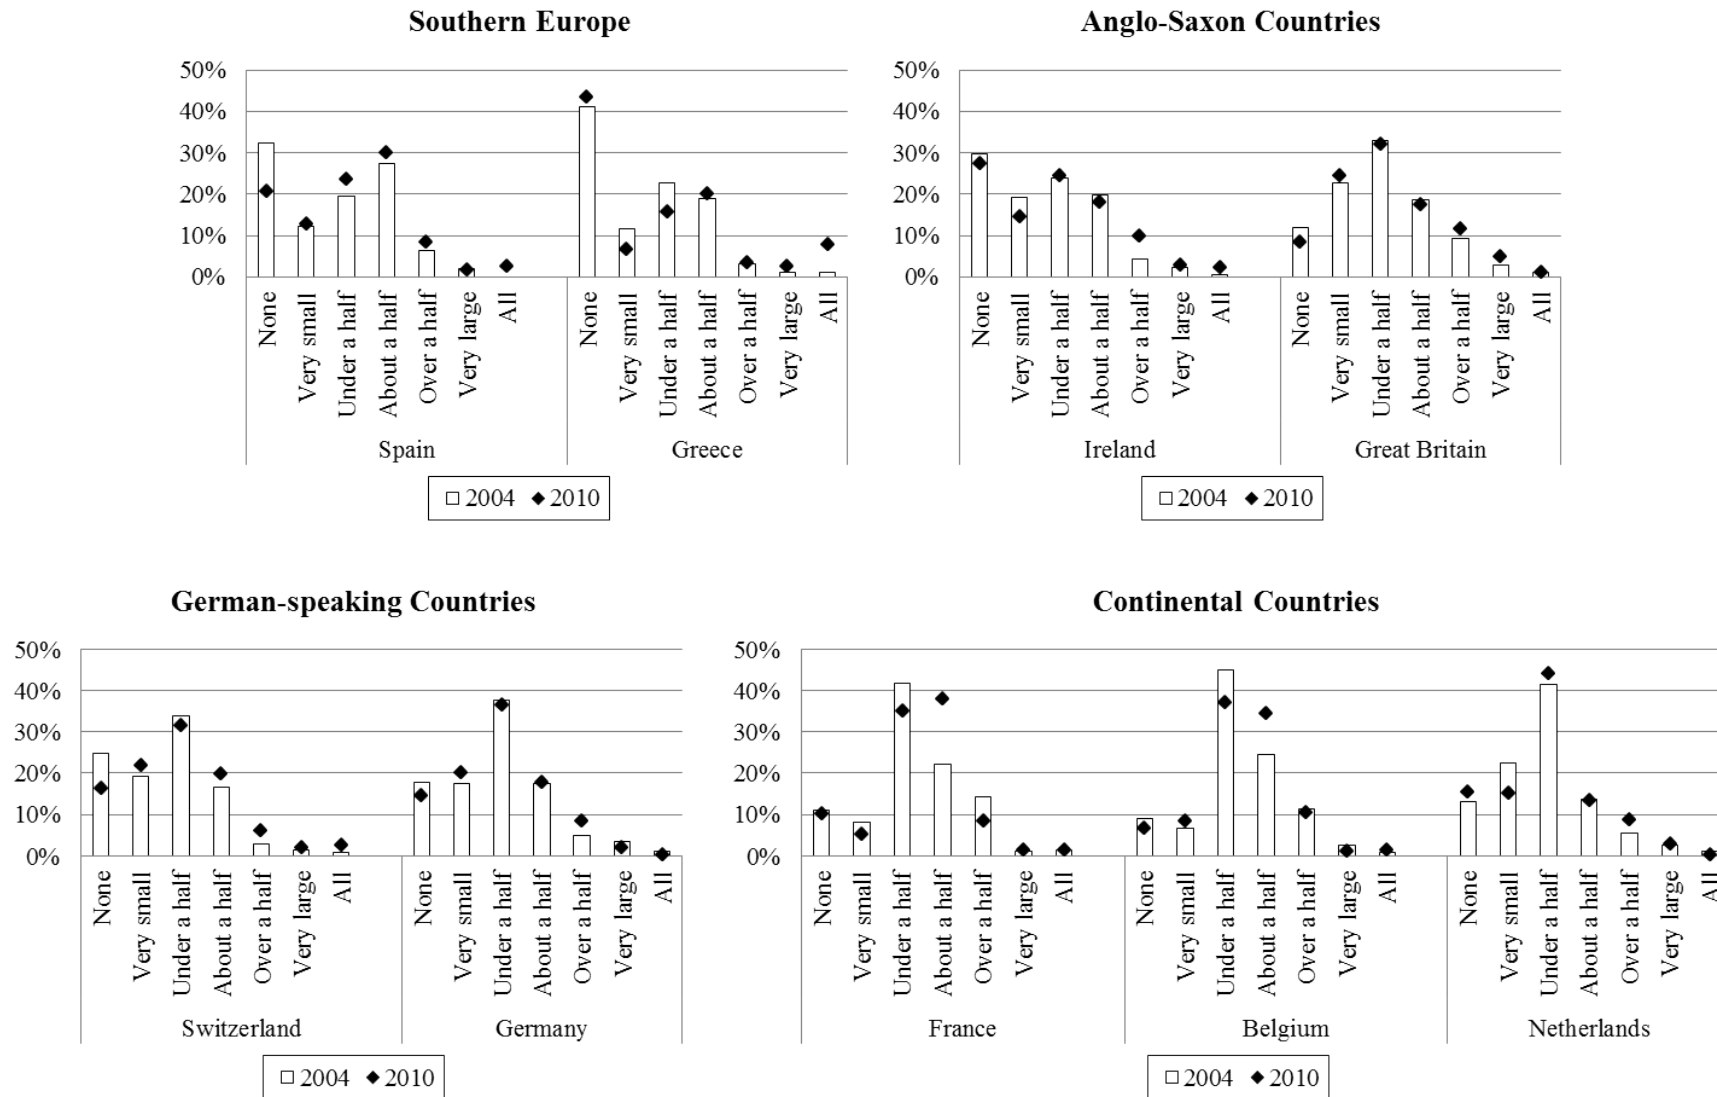 Southern Europe
50%
40%
30%
20%
10%
0%
None
Very small
Under a half
About a half
Over a half
Very large
All
None
Very small
Under a half
About a half
Over a half
Very large
All
Spain
Greece
2004 2010
Anglo-Saxon Countries
50%
40%
30%
20%
10%
0%
None
Very small
Under a half
About a half
Over a half
Very large
All
None
Very small
Under a half
About a half
Over a half
Very large
All
Ireland
Great Britain
2004 2010
German-speaking Countries
50%
40%
30%
20%
10%
0%
None
Very small
Under a half
About a half
Over a half
Very large
All
None
Very small
Under a half
About a half
Over a half
Very large
All
Switzerland
Germany
2004 2010
Continental Countries
50%
40%
30%
20%
10%
0%
None
Very small
Under a half
About a half
Over a half
Very large
All
None
Very small
Under a half
About a half
Over a half
Very large
All
None
Very small
Under a half
About a half
Over a half
Very large
All
France
Belgium
Netherlands
2004 2010